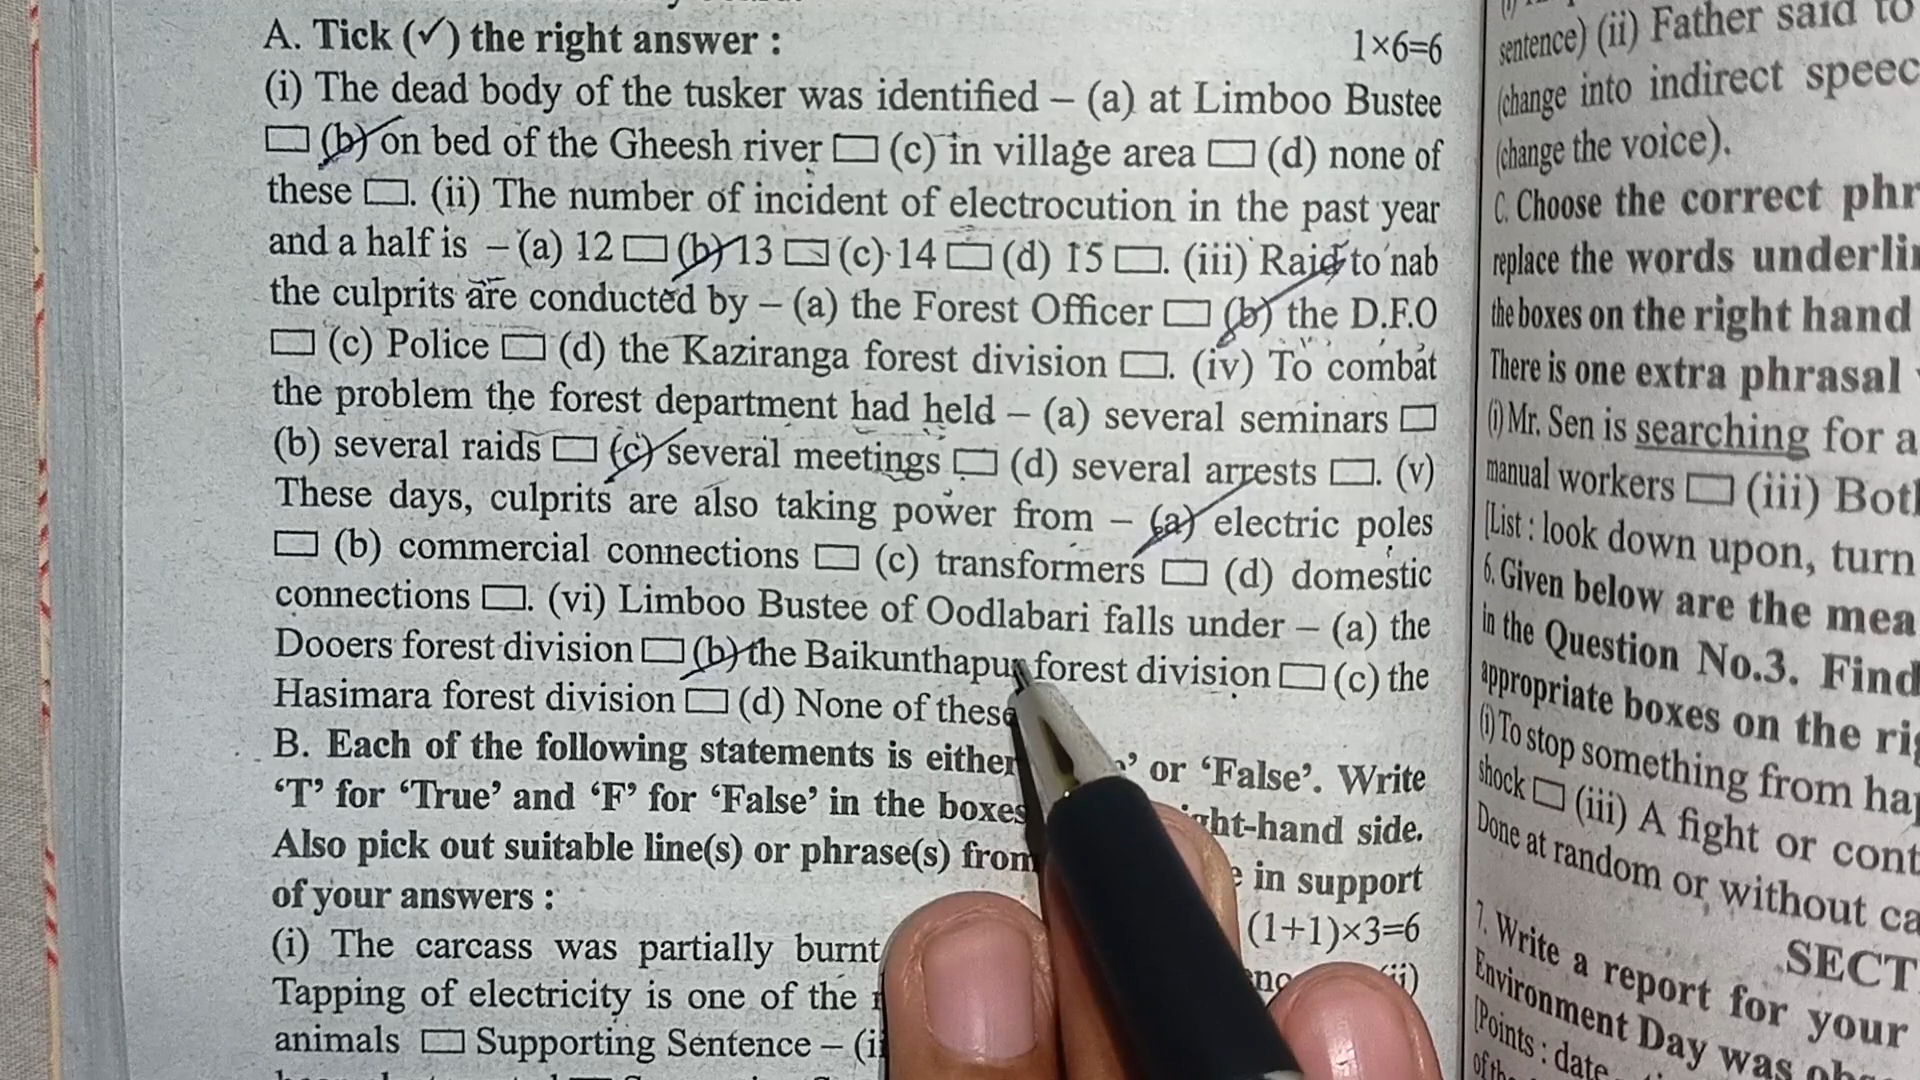 A. Tick (✓) the right answer : 1×6=6
(i) The dead body of the tusker was identified – (a) at Limboo Bustee
☐ (b) on bed of the Gheesh river ☐ (c) in village area ☐ (d) none of
these ☐. (ii) The number of incident of electrocution in the past year
and a half is – (a) 12 ☐ (b) 13 ☐ (c) 14 ☐ (d) 15 ☐. (iii) Raid to nab
the culprits are conducted by – (a) the Forest Officer ☐ (b) the D.F.O
☐ (c) Police ☐ (d) the Kaziranga forest division ☐. (iv) To combat
the problem the forest department had held – (a) several seminars ☐
(b) several raids ☐ (c) several meetings ☐ (d) several arrests ☐. (v)
These days, culprits are also taking power from – (a) electric poles
☐ (b) commercial connections ☐ (c) transformers ☐ (d) domestic
connections ☐. (vi) Limboo Bustee of Oodlabari falls under – (a) the
Dooers forest division ☐ (b) the Baikunthapur forest division ☐ (c) the
Hasimara forest division ☐ (d) None of these
B. Each of the following statements is either or ‘False’. Write
‘T’ for ‘True’ and ‘F’ for ‘False’ in the boxes side.
Also pick out suitable line(s) or phrase(s) from in support
of your answers : (1+1)×3=6
(i) The carcass was partially burnt (ii)
Tapping of electricity is one of the
animals ☐ Supporting Sentence –
sentence) (ii) Father said to
(change into indirect
(change the voice).
C. Choose the correct
replace the words
the boxes on the right hand
There is one extra phrasal
(i) Mr. Sen is searching for a
manual workers ☐ (iii)
[List : look down upon, turn
6. Given below are the
in the Question No.3. Find
appropriate boxes on the
(i) To stop something from
shock ☐ (iii) A fight or
Done at random or without
SECT
7. Write a report for your
Environment Day was
[Points : date